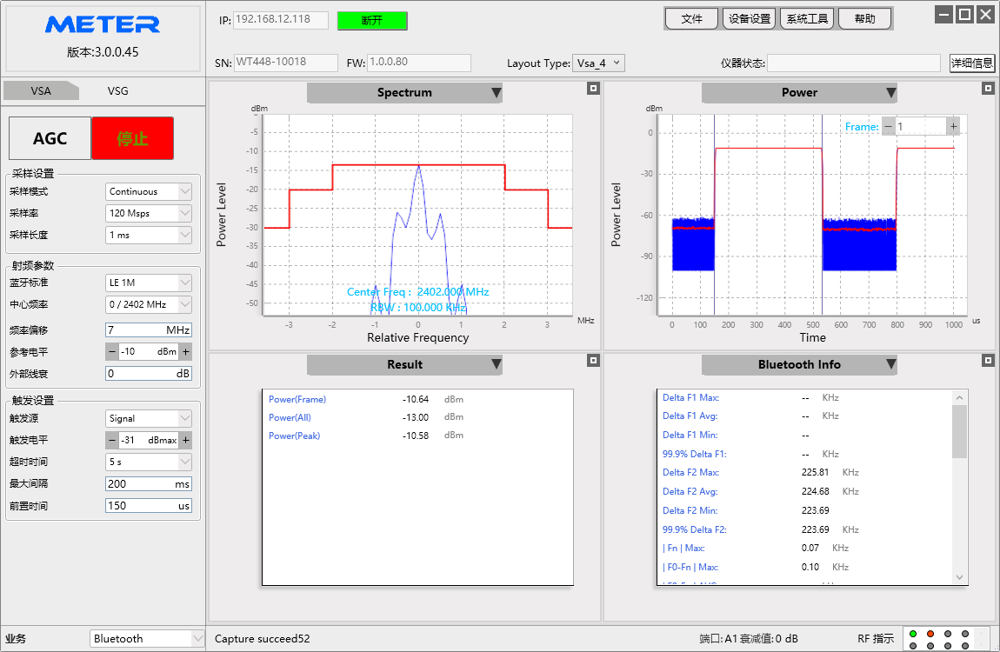 METER
版本:3.0.0.45
IP: 192.168.12.118 断开
文件 设备设置 系统工具 帮助
SN: WT448-10018 FW: 1.0.0.80 Layout Type: Vsa_4 仪器状态: 详细信息
VSA VSG
AGC 停止
采样设置
采样模式 Continuous
采样率 120 Msps
采样长度 1 ms
射频参数
蓝牙标准 LE 1M
中心频率 0 / 2402 MHz
频率偏移 7 MHz
参考电平 − -10 dBm +
外部线衰 0 dB
触发设置
触发源 Signal
触发电平 − -31 dBmax +
超时时间 5 s
最大间隔 200 ms
前置时间 150 us
Spectrum
dBm
0
-5
-10
-15
-20
-25
-30
-35
-40
-45
-50
Power Level
Center Freq : 2402.000 MHz
RBW : 100.000 KHz
-3 -2 -1 0 1 2 3 MHz
Relative Frequency
Power
dBm
Frame: − 1 +
0
-30
-60
-90
-120
Power Level
0 100 200 300 400 500 600 700 800 900 1000 us
Time
Result
Power(Frame) -10.64 dBm
Power(All) -13.00 dBm
Power(Peak) -10.58 dBm
Bluetooth Info
Delta F1 Max: -- KHz
Delta F1 Avg: -- KHz
Delta F1 Min: --
99.9% Delta F1: -- KHz
Delta F2 Max: 225.81 KHz
Delta F2 Avg: 224.68 KHz
Delta F2 Min: 223.69
99.9% Delta F2: 223.69 KHz
| Fn | Max: 0.07 KHz
| F0-Fn | Max: 0.10 KHz
业务 Bluetooth
Capture succeed52
端口: A1 衰减值: 0 dB RF 指示